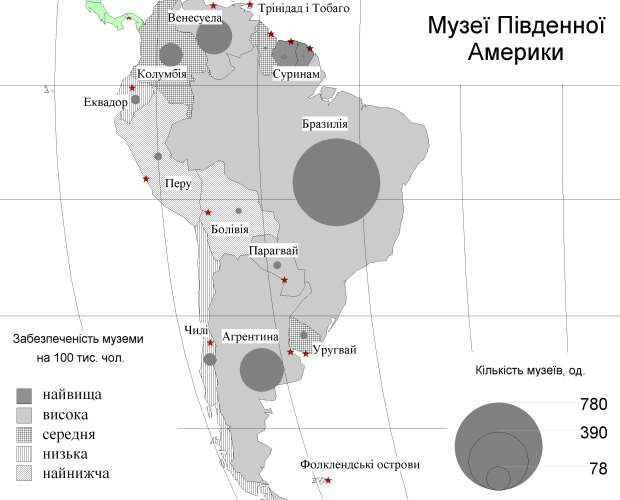 Музеї Південної
Америки
Венесуела
Трінідад і Тобаго
Колумбія
Суринам
Еквадор
Бразилія
Перу
Болівія
Парагвай
Чилі
Агрентина
Уругвай
Фолклендські острови
Забезпеченість муземи
на 100 тис. чол.
найвища
висока
середня
низька
найнижча
Кількість музеїв, од.
780
390
78